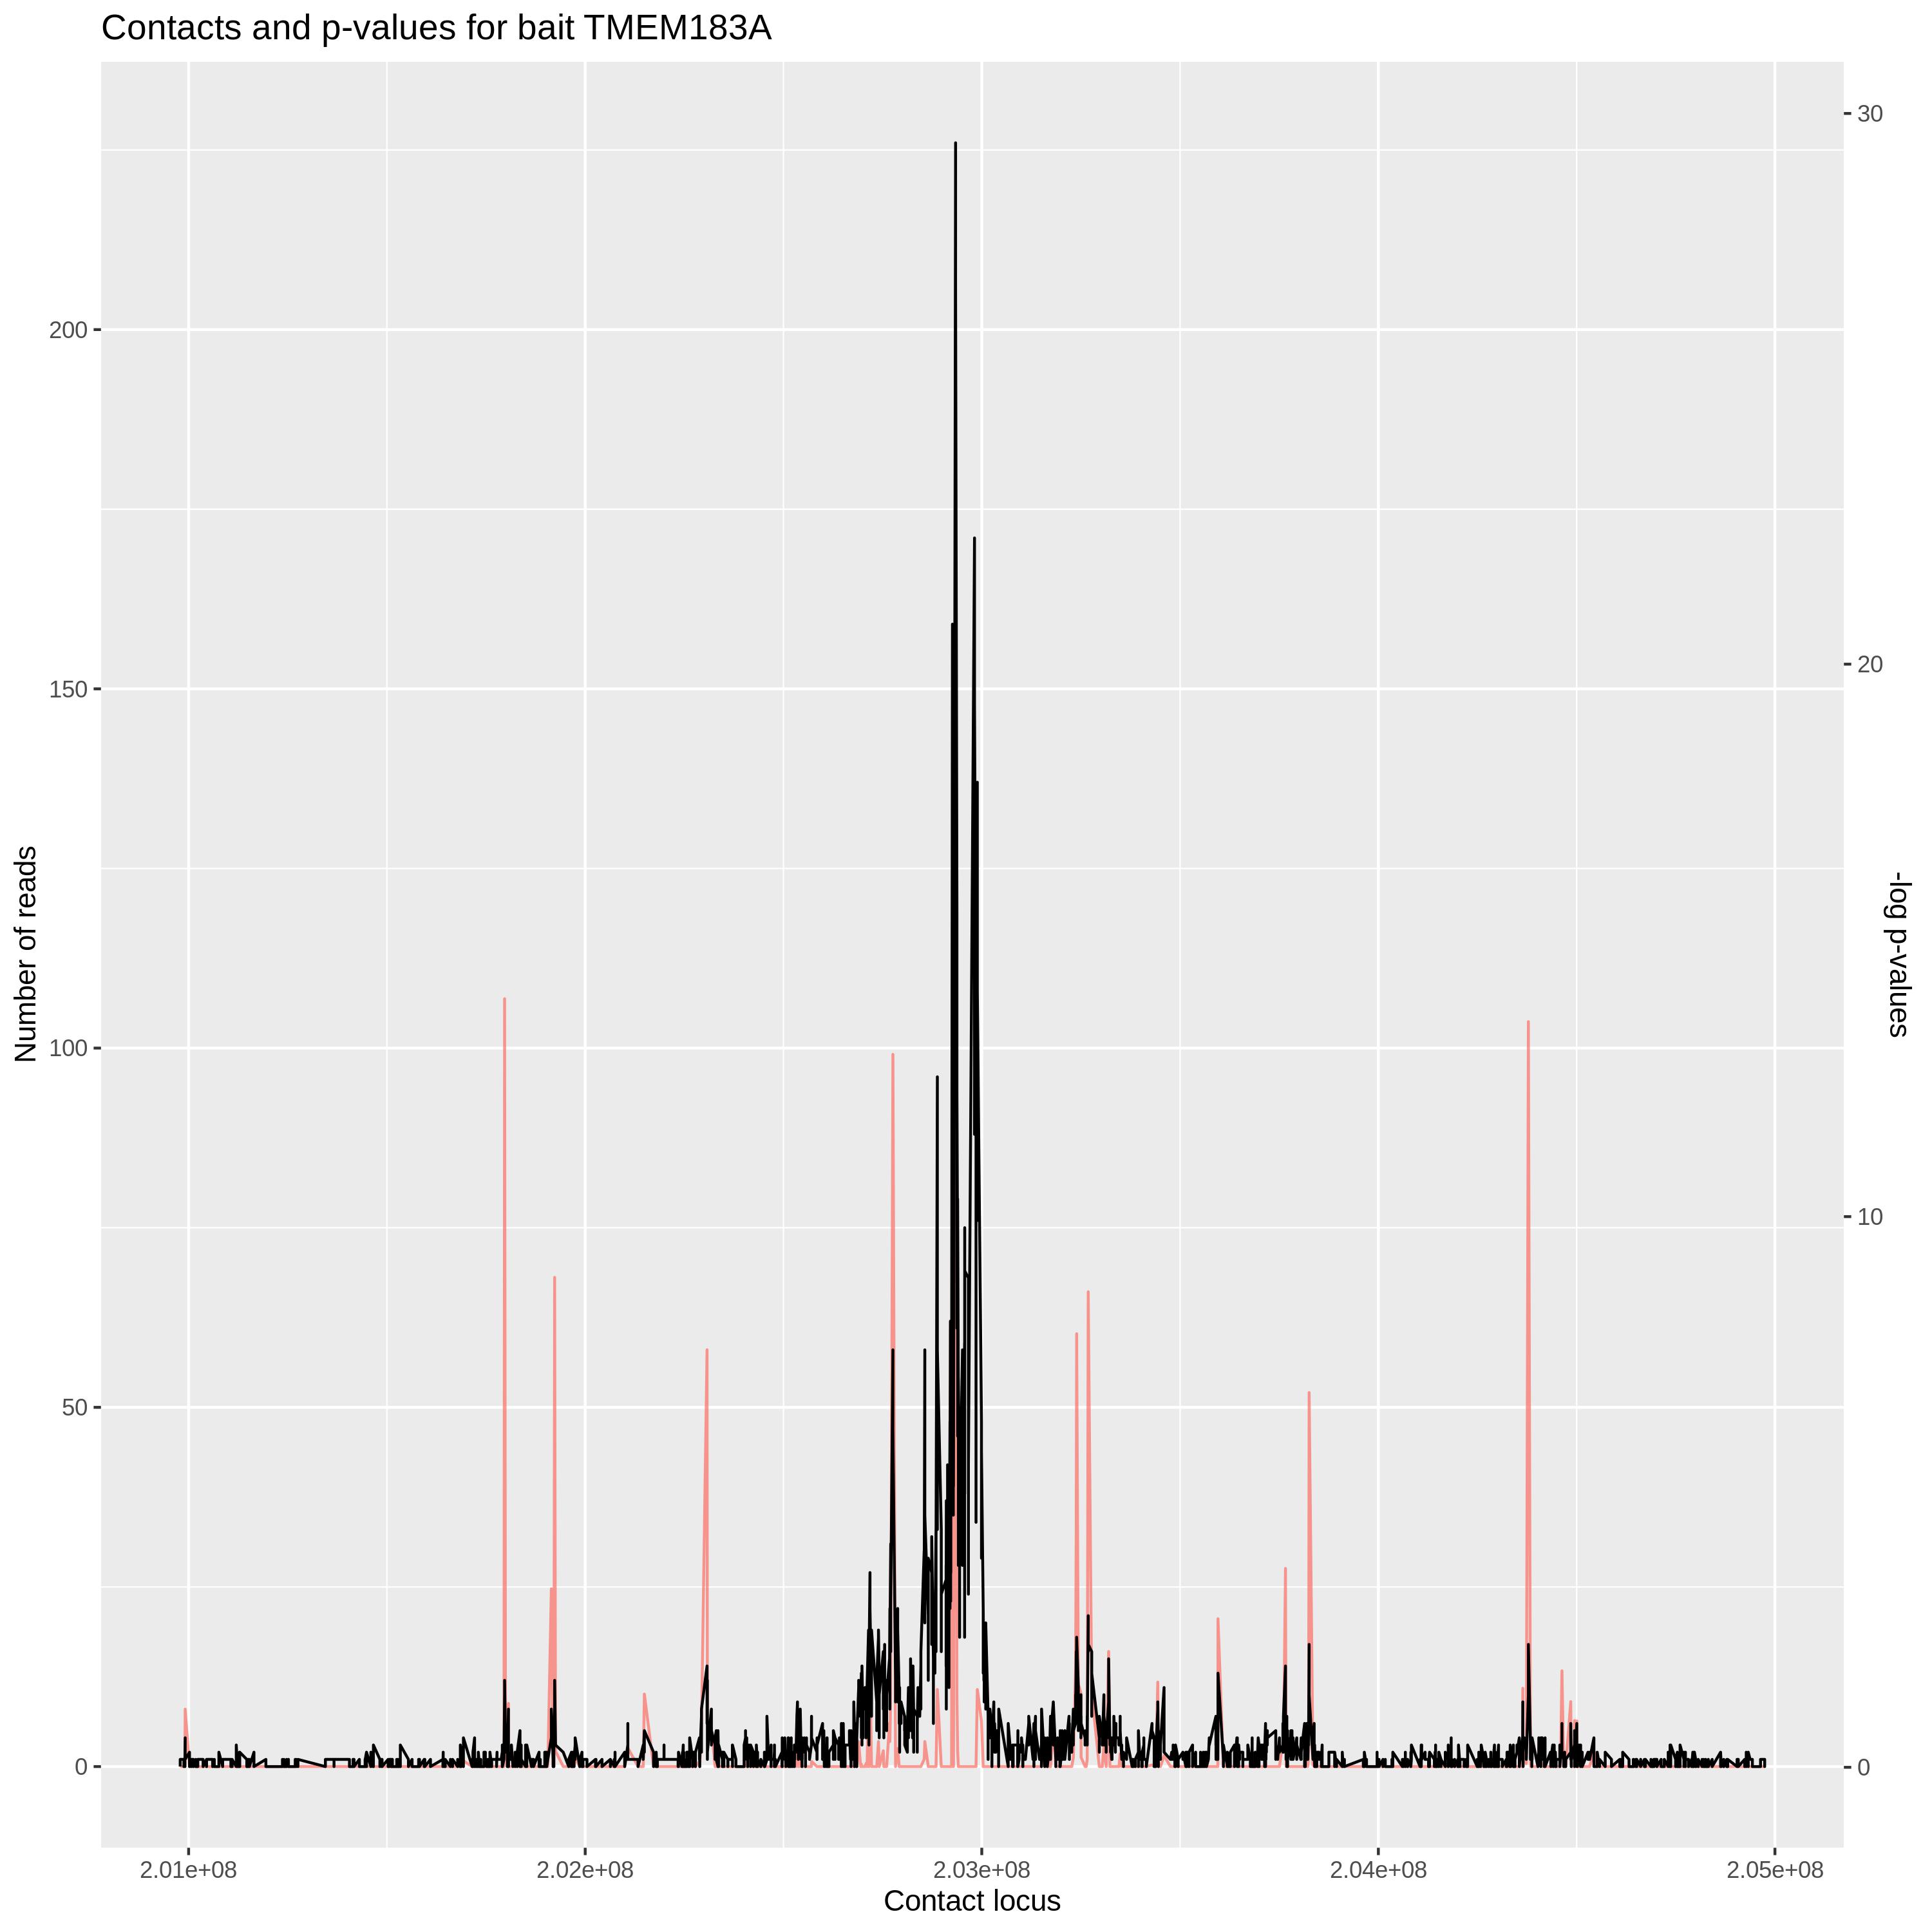 Contacts and p-values for bait TMEM183A
Number of reads
200
150
100
50
0
30
20
10
0
-log p-values
2.01e+08
2.02e+08
2.03e+08
2.04e+08
2.05e+08
Contact locus